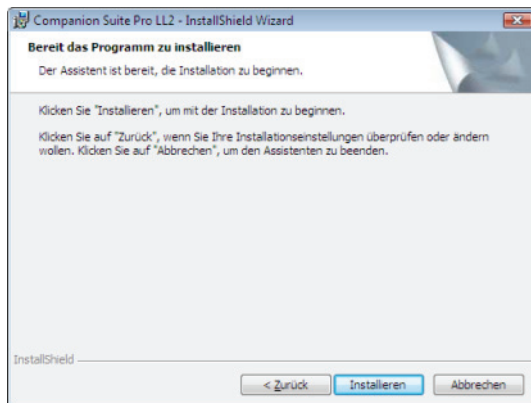 Companion Suite Pro LL2 - InstallShield Wizard
Bereit das Programm zu installieren
Der Assistent ist bereit, die Installation zu beginnen.
Klicken Sie "Installieren", um mit der Installation zu beginnen.
Klicken Sie auf "Zurück", wenn Sie Ihre Installationseinstellungen überprüfen oder ändern
wollen. Klicken Sie auf "Abbrechen", um den Assistenten zu beenden.
InstallShield
< Zurück Installieren Abbrechen